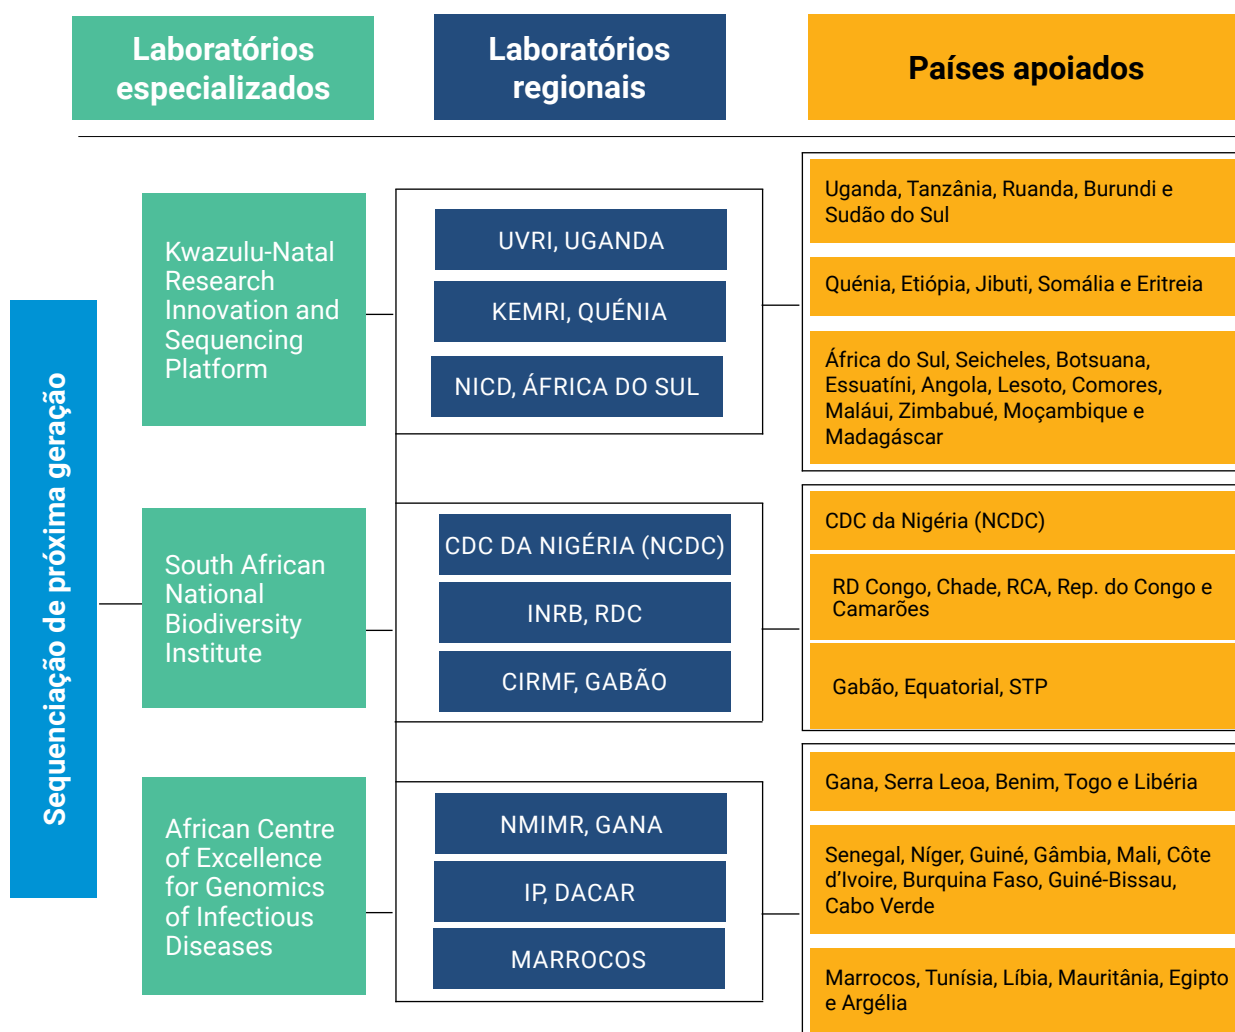 Laboratórios
especializados
Laboratórios
regionais
Países apoiados
Sequenciação de próxima geração
Kwazulu-Natal
Research
Innovation and
Sequencing
Platform
UVRI, UGANDA
KEMRI, QUÉNIA
NICD, ÁFRICA DO SUL
Uganda, Tanzânia, Ruanda, Burundi e
Sudão do Sul
Quénia, Etiópia, Jibuti, Somália e Eritreia
África do Sul, Seicheles, Botsuana,
Essuatíni, Angola, Lesoto, Comores,
Maláui, Zimbabué, Moçambique e
Madagáscar
South African
National
Biodiversity
Institute
CDC DA NIGÉRIA (NCDC)
INRB, RDC
CIRMF, GABÃO
CDC da Nigéria (NCDC)
RD Congo, Chade, RCA, Rep. do Congo e
Camarões
Gabão, Equatorial, STP
African Centre
of Excellence
for Genomics
of Infectious
Diseases
NMIMR, GANA
IP, DACAR
MARROCOS
Gana, Serra Leoa, Benim, Togo e Libéria
Senegal, Níger, Guiné, Gâmbia, Mali, Côte
d’Ivoire, Burquina Faso, Guiné-Bissau,
Cabo Verde
Marrocos, Tunísia, Líbia, Mauritânia, Egipto
e Argélia